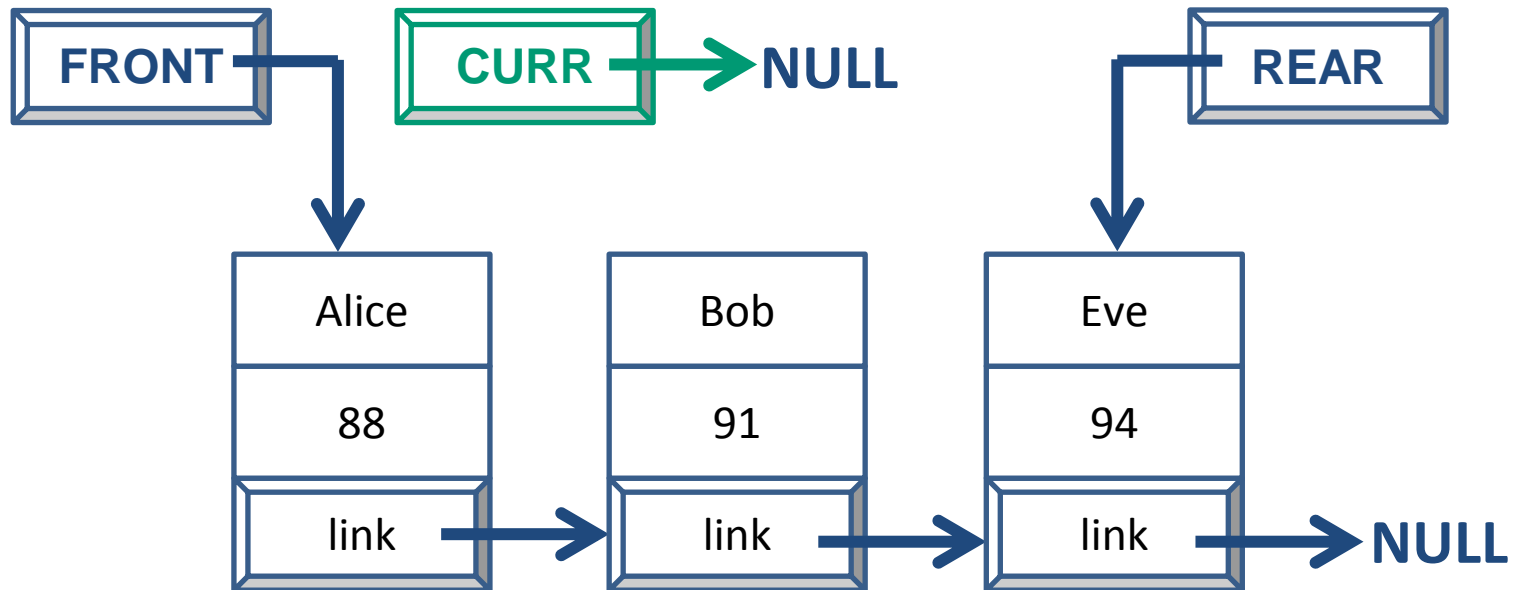 FRONT CURR NULL REAR
Alice Bob Eve
88 91 94
link link link NULL